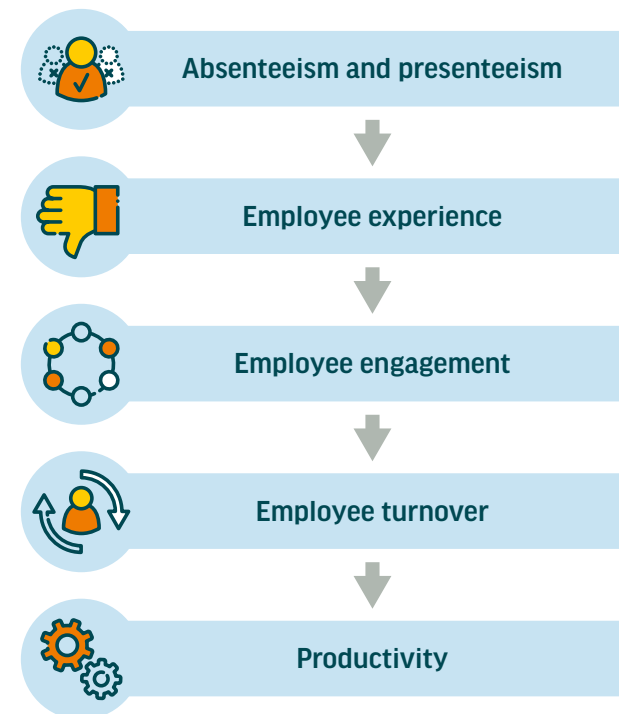 Absenteeism and presenteeism
Employee experience
Employee engagement
Employee turnover
Productivity